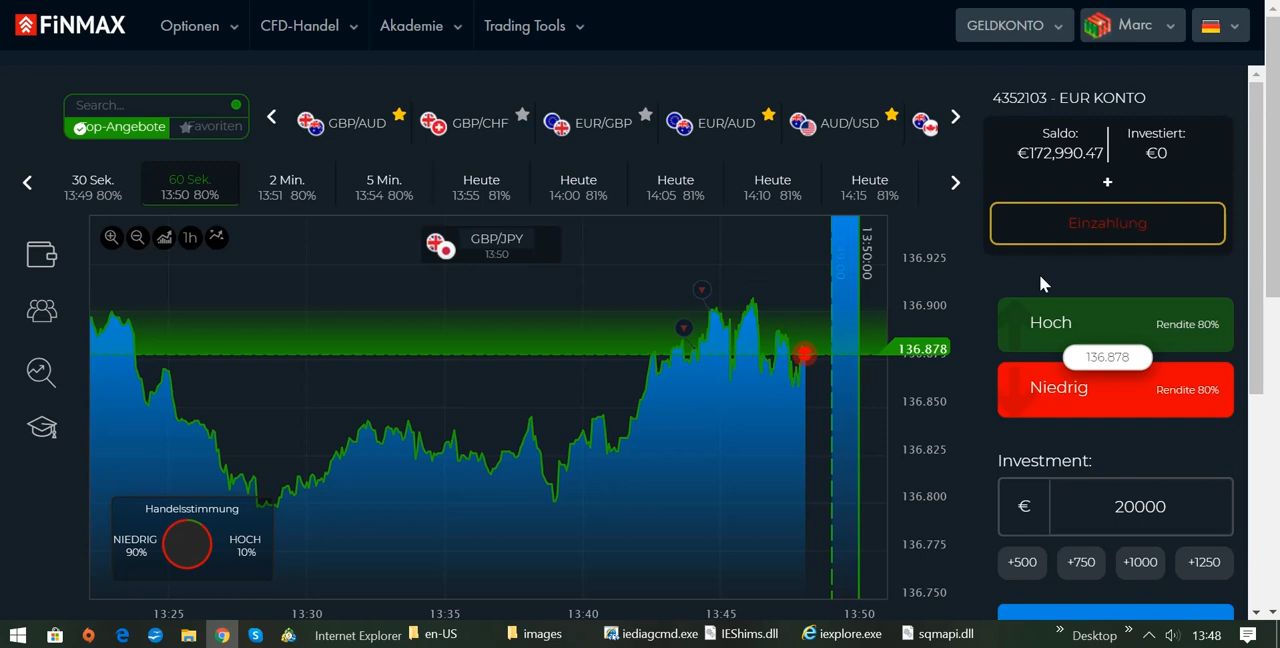 FiNMAX
Optionen
CFD-Handel
Akademie
Trading Tools
GELDKONTO
Marc
Search...
Top-Angebote
Favoriten
GBP/AUD
GBP/CHF
EUR/GBP
EUR/AUD
AUD/USD
4352103 - EUR KONTO
Saldo:
€172,990.47
Investiert:
€0
+
Einzahlung
30 Sek.
13:49 80%
60 Sek.
13:50 80%
2 Min.
13:51 80%
5 Min.
13:54 80%
Heute
13:55 81%
Heute
14:00 81%
Heute
14:05 81%
Heute
14:10 81%
Heute
14:15 81%
1h
GBP/JPY
13:50
13:50:00
136.925
136.900
136.878
136.850
136.825
136.800
136.775
136.750
Handelsstimmung
NIEDRIG
90%
HOCH
10%
13:25
13:30
13:35
13:40
13:45
13:50
Hoch
Rendite 80%
136.878
Niedrig
Rendite 80%
Investment:
€
20000
+500
+750
+1000
+1250
Internet Explorer
en-US
images
iediagcmd.exe
IEShims.dll
iexplore.exe
sqmapi.dll
Desktop
13:48